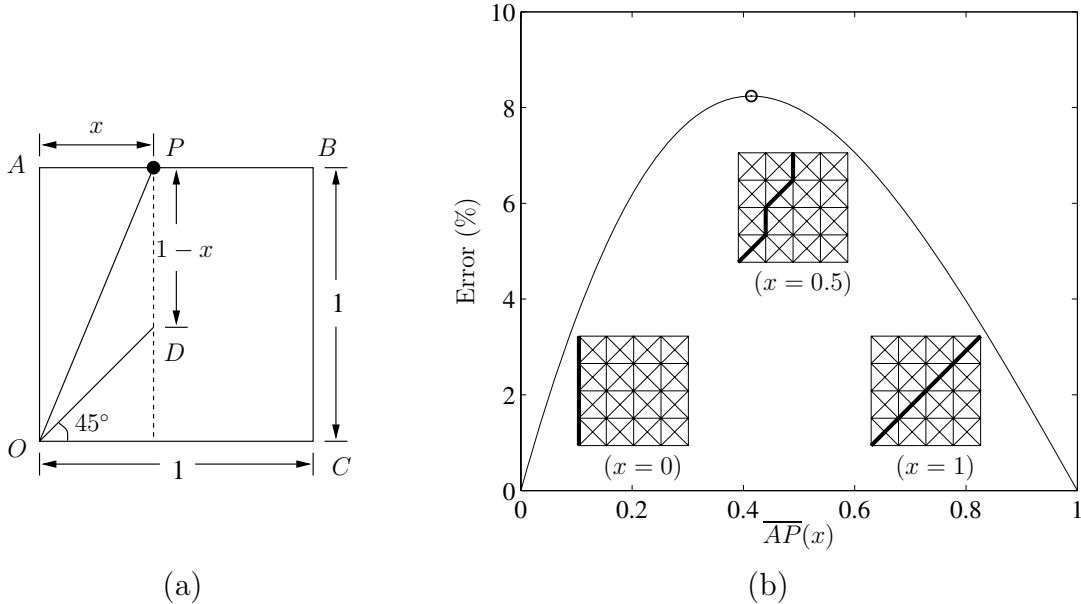 x
A
P
B
1 − x
1
D
45°
O
1
C
(a)
10
8
6
4
2
0
Error (%)
(x = 0.5)
(x = 0)
(x = 1)
0
0.2
0.4
0.6
0.8
1
AP(x)
(b)